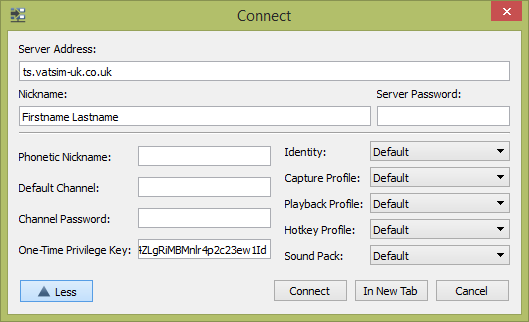 Connect
Server Address:
ts.vatsim-uk.co.uk
Nickname: Server Password:
Firstname Lastname
Phonetic Nickname:
Default Channel:
Channel Password:
One-Time Privilege Key: 4ZLgRiMBMnlr4p2c23ew1Id
Identity: Default
Capture Profile: Default
Playback Profile: Default
Hotkey Profile: Default
Sound Pack: Default
Less Connect In New Tab Cancel